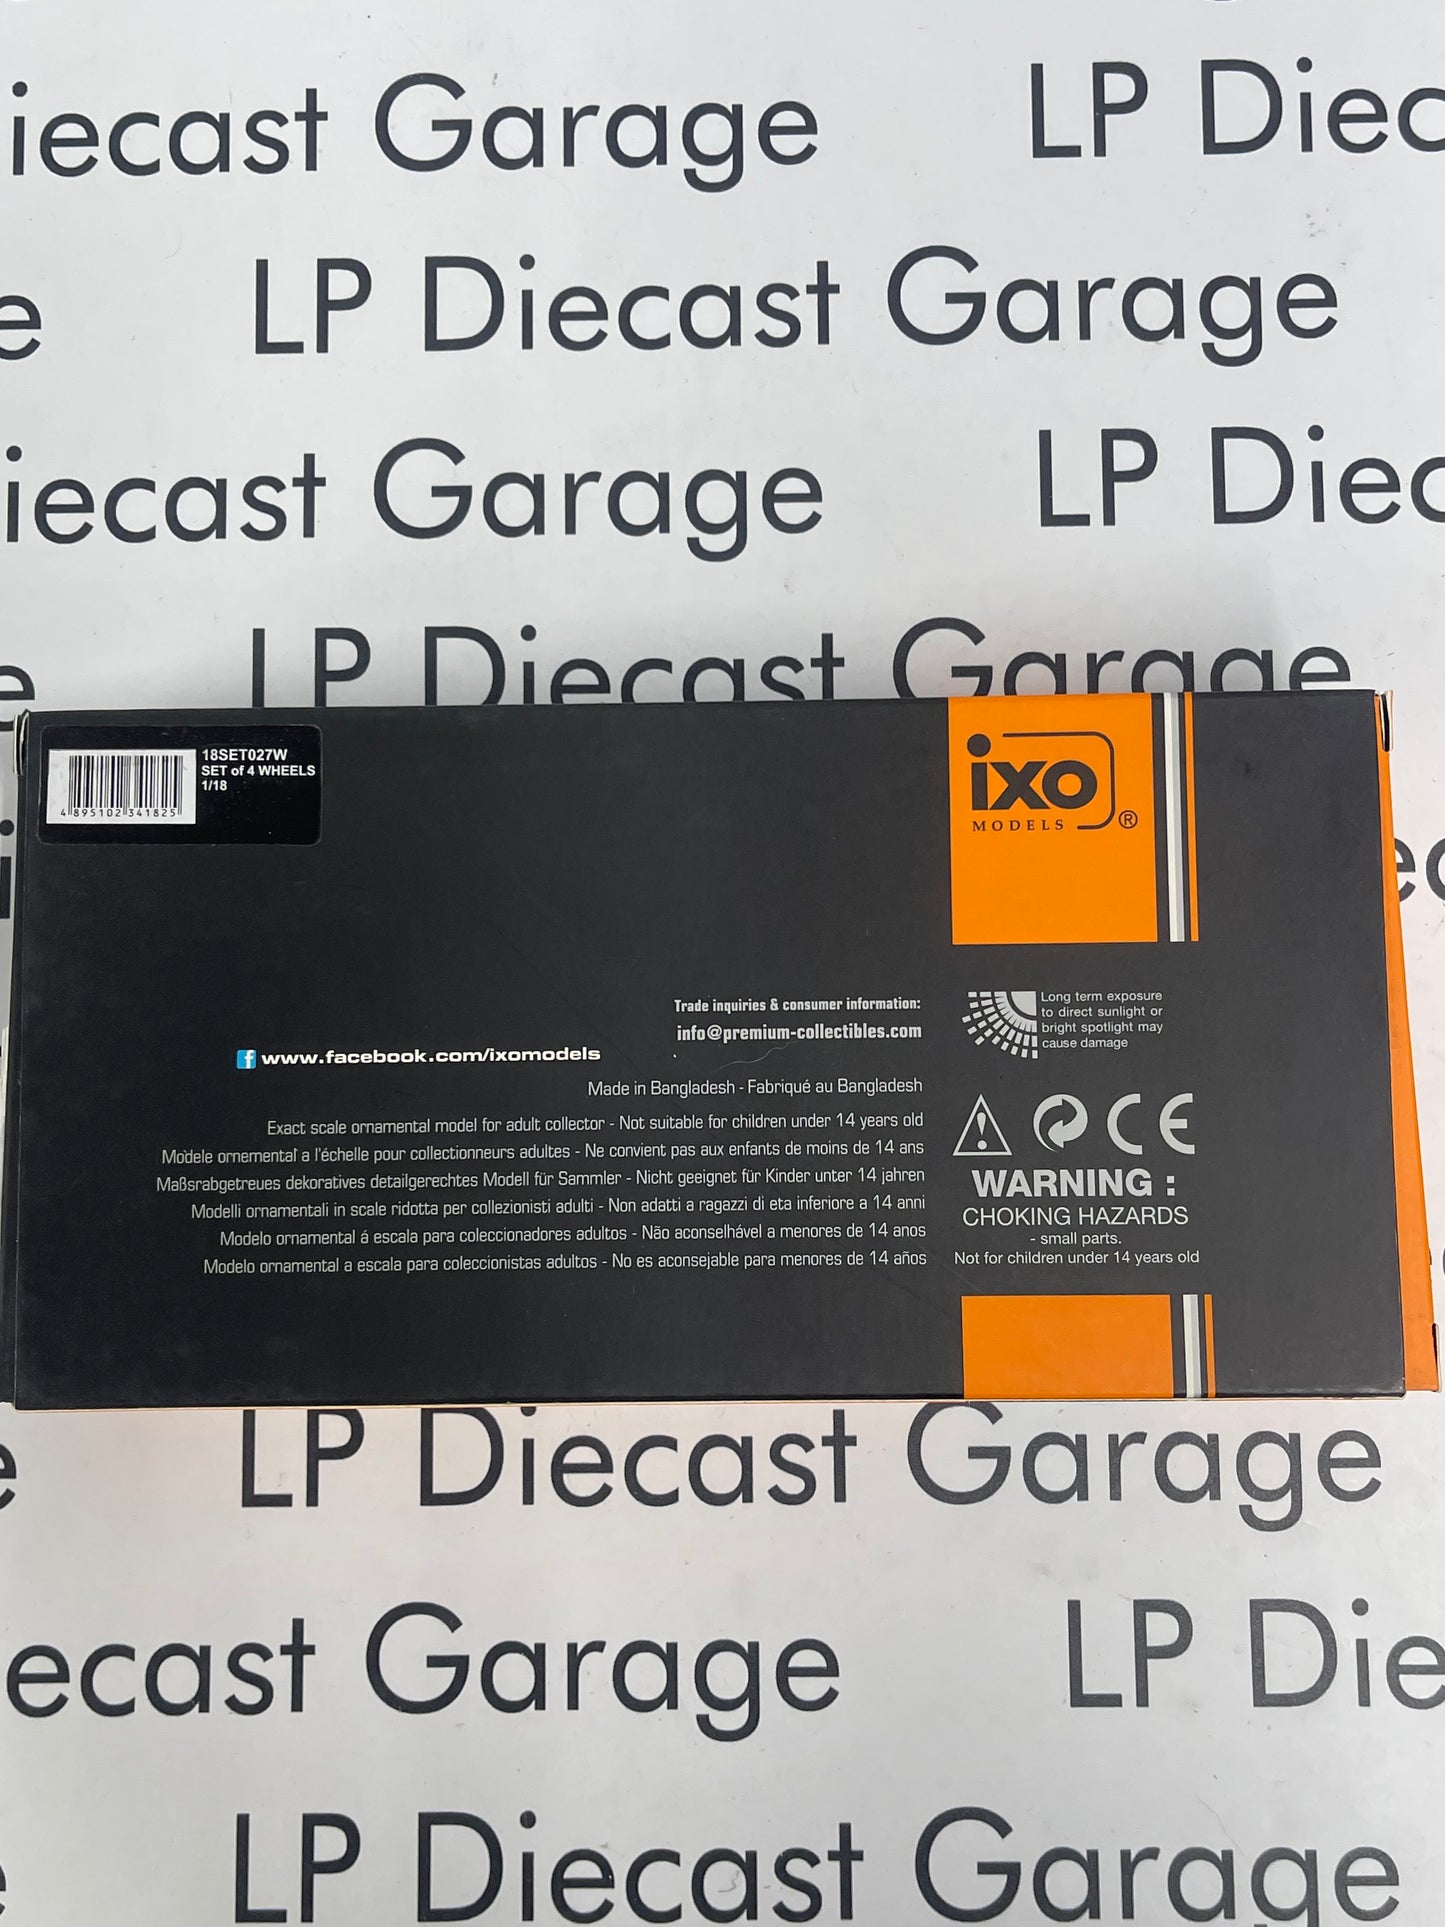 iecast Garage
LP Diec
e
LP Diecast Garage
iecast Garage
LP Diec
e
LP Diecast Garage
18SET027W
SET of 4 WHEELS
1/18
4 895102 341825
ixo
MODELS ®
ec
Trade inquiries & consumer information:
info@premium-collectibles.com
f www.facebook.com/ixomodels
Made in Bangladesh - Fabriqué au Bangladesh
Exact scale ornamental model for adult collector - Not suitable for children under 14 years old
Modele ornemental a l'échelle pour collectionneurs adultes - Ne convient pas aux enfants de moins de 14 ans
Maßsrabgetreues dekoratives detailgerechtes Modell für Sammler - Nicht geeignet für Kinder unter 14 jahren
Modelli ornamentali in scale ridotta per collezionisti adulti - Non adatti a ragazzi di eta inferiore a 14 anni
Modelo ornamental á escala para coleccionadores adultos - Não aconselhável a menores de 14 anos
Modelo ornamental a escala para coleccionistas adultos - No es aconsejable para menores de 14 años
Long term exposure
to direct sunlight or
bright spotlight may
cause damage
CE
WARNING :
CHOKING HAZARDS
- small parts.
Not for children under 14 years old
e
LP Diecast Garage
ecast Garage
LP Die
LP Diecast Garage